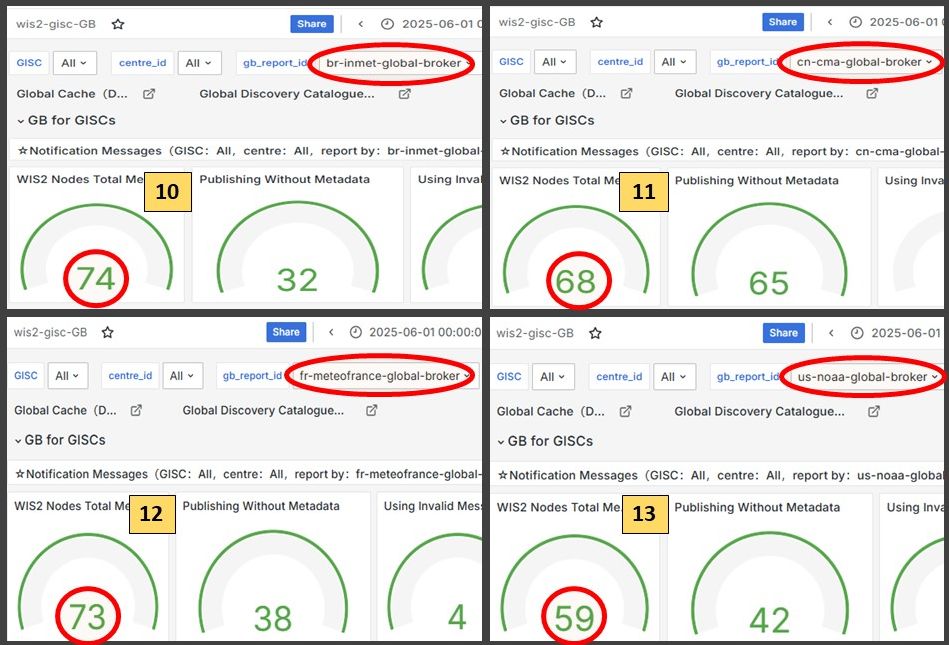 wis2-gisc-GB
Share
2025-06-01 0
GISC All centre_id All gb_report_id br-inmet-global-broker
Global Cache (D... Global Discovery Catalogue...
GB for GISCs
☆Notification Messages (GISC: All, centre: All, report by: br-inmet-global-
WIS2 Nodes Total Me 10 Publishing Without Metadata Using Inval
74 32
wis2-gisc-GB
Share
2025-06-01 0
GISC All centre_id All gb_report_id cn-cma-global-broker
Global Cache (D... Global Discovery Catalogue...
GB for GISCs
☆Notification Messages (GISC: All, centre: All, report by: cn-cma-global-
WIS2 Nodes Total Me 11 Publishing Without Metadata Using Inva
68 65
wis2-gisc-GB
Share
2025-06-01 00:00:0
GISC All centre_id All gb_report_id fr-meteofrance-global-broker
Global Cache (D... Global Discovery Catalogue...
GB for GISCs
☆Notification Messages (GISC: All, centre: All, report by: fr-meteofrance-global-
WIS2 Nodes Total Me 12 Publishing Without Metadata Using Invalid Mes
73 38 4
wis2-gisc-GB
Share
2025-06-01
GISC All centre_id All gb_report_id us-noaa-global-broker
Global Cache (D... Global Discovery Catalogue...
GB for GISCs
☆Notification Messages (GISC: All, centre: All, report by: us-noaa-global-
WIS2 Nodes Total Me 13 Publishing Without Metadata Using Inv
59 42